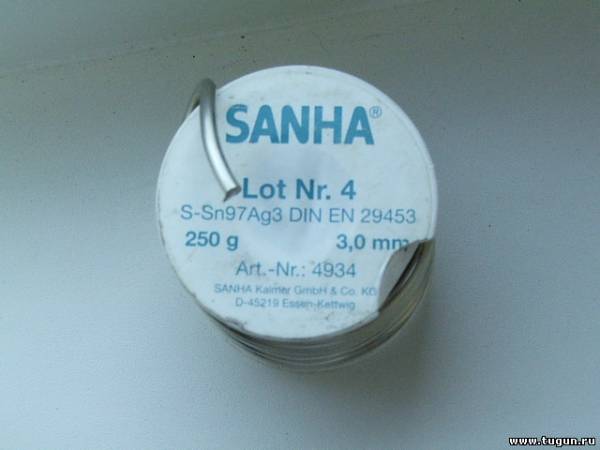 SANHA®
Lot Nr. 4
S-Sn97Ag3 DIN EN 29453
250 g 3,0 mm
Art.-Nr.: 4934
SANHA Kaimer GmbH & Co. KG
D-45219 Essen-Kettwig
www.tugun.ru